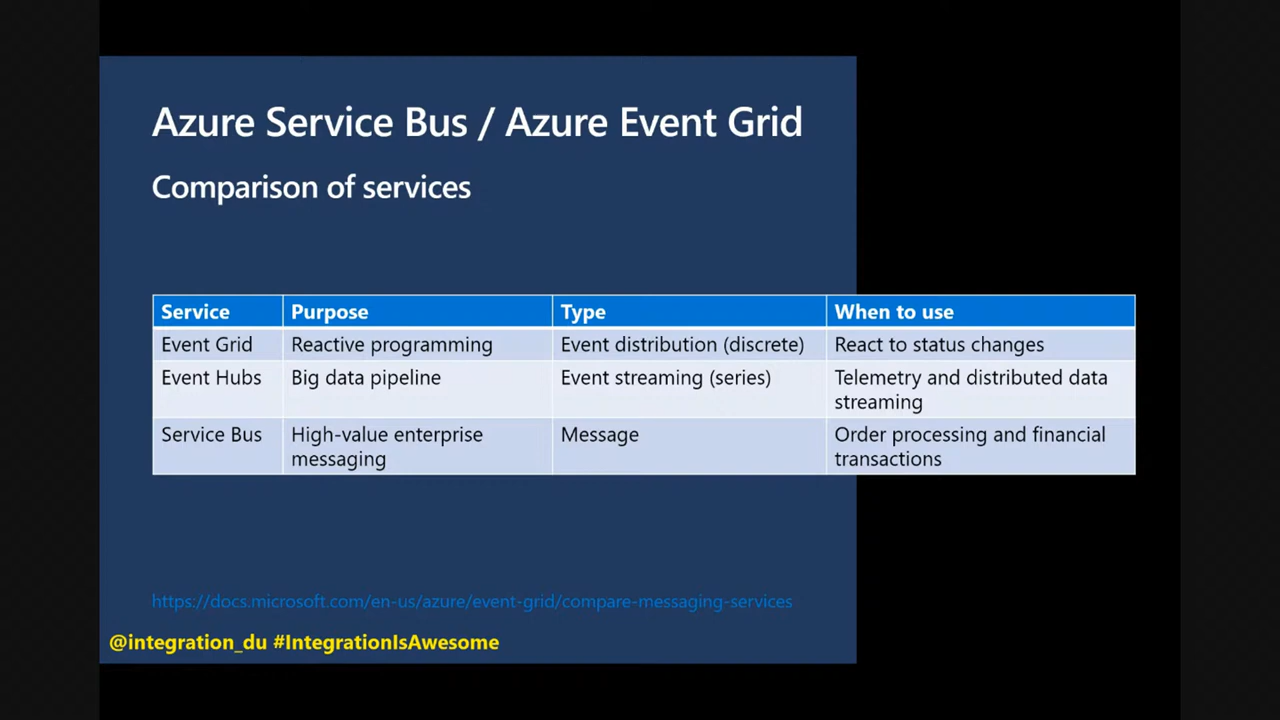 Azure Service Bus / Azure Event Grid
Comparison of services
Service Purpose Type When to use
Event Grid Reactive programming Event distribution (discrete) React to status changes
Event Hubs Big data pipeline Event streaming (series) Telemetry and distributed data
streaming
Service Bus High-value enterprise Message Order processing and financial
messaging transactions
https://docs.microsoft.com/en-us/azure/event-grid/compare-messaging-services
@integration_du #IntegrationIsAwesome